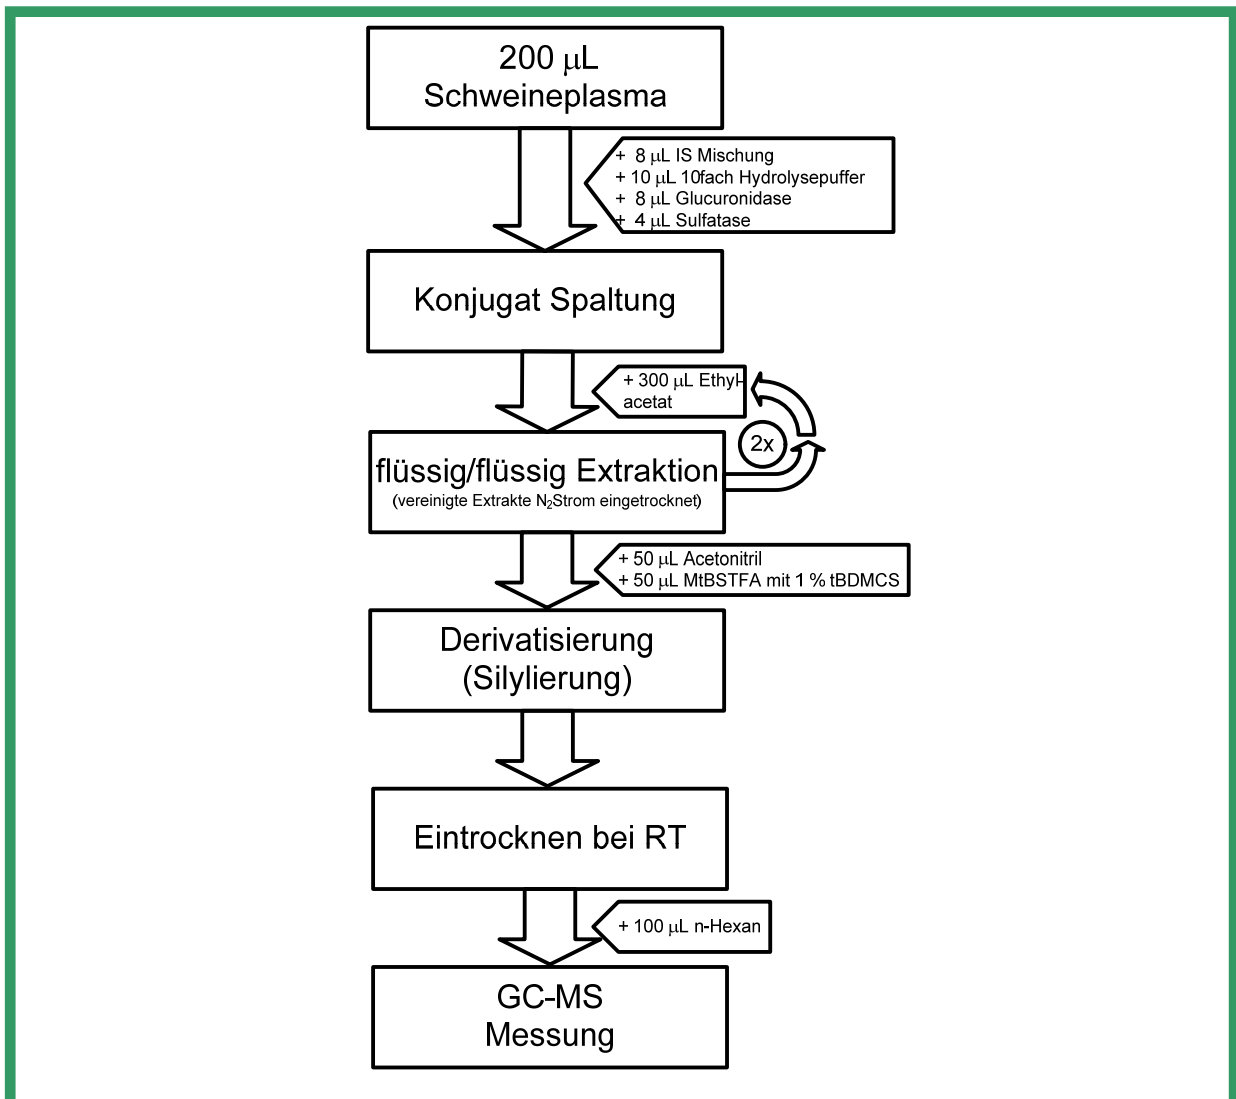 200 µL
Schweineplasma
+ 8 µL IS Mischung
+ 10 µL 10fach Hydrolysepuffer
+ 8 µL Glucuronidase
+ 4 µL Sulfatase
Konjugat Spaltung
+ 300 µL Ethyl-
acetat
2x
flüssig/flüssig Extraktion
(vereinigte Extrakte N₂Strom eingetrocknet)
+ 50 µL Acetonitril
+ 50 µL MtBSTFA mit 1 % tBDMCS
Derivatisierung
(Silylierung)
Eintrocknen bei RT
+ 100 µL n-Hexan
GC-MS
Messung